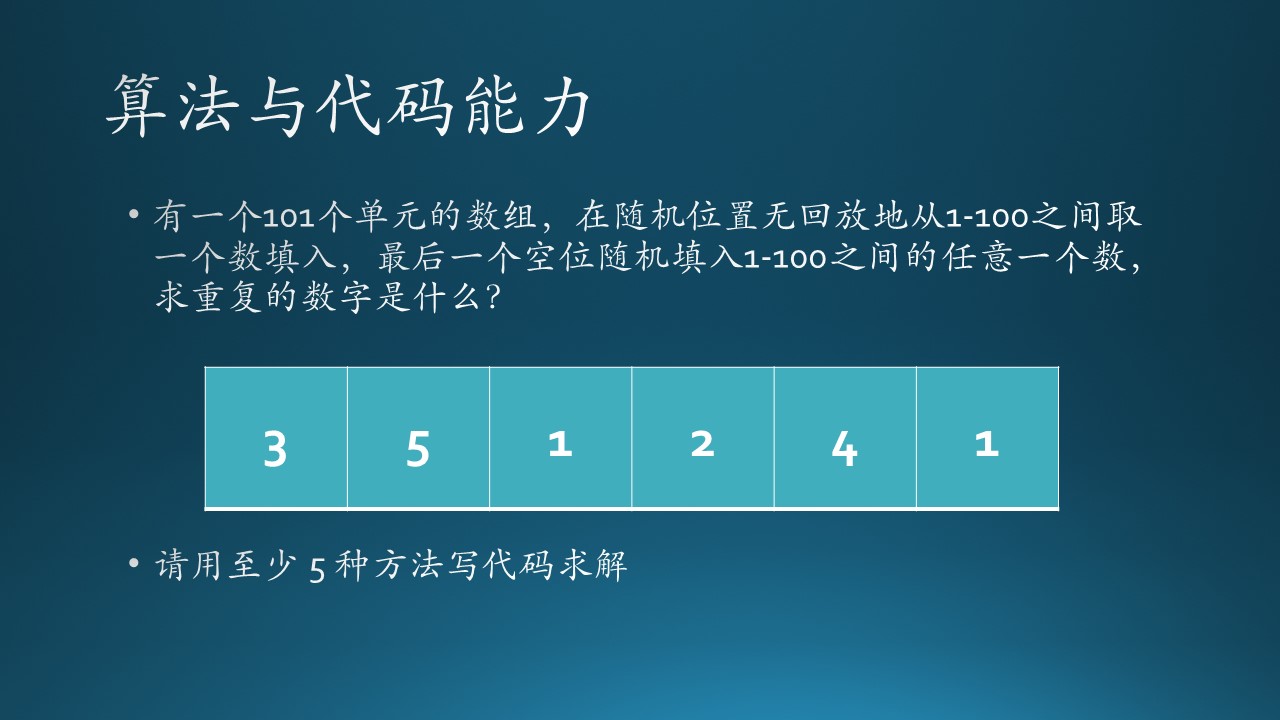 算法与代码能力
• 有一个101个单元的数组，在随机位置无回放地从1-100之间取
一个数填入，最后一个空位随机填入1-100之间的任意一个数，
求重复的数字是什么？
3 5 1 2 4 1
• 请用至少 5 种方法写代码求解